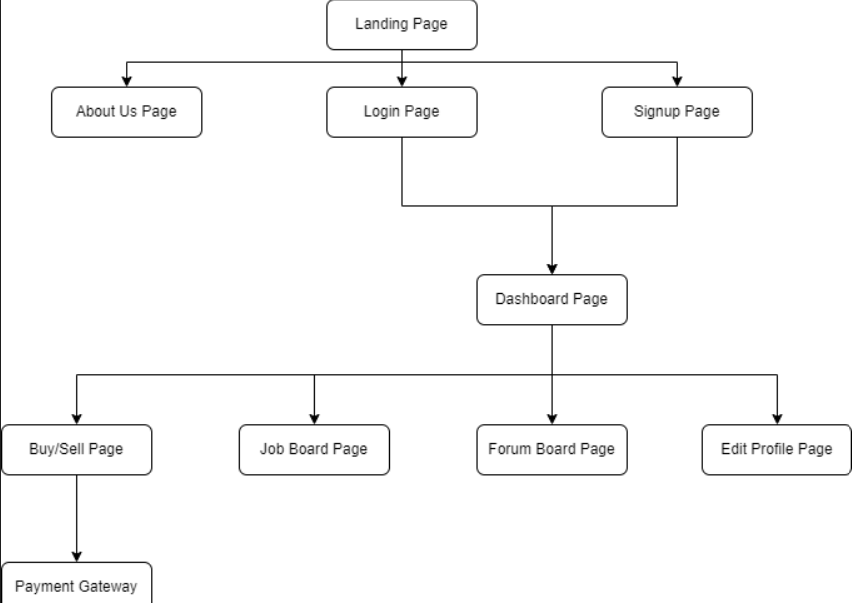 Landing Page
About Us Page
Login Page
Signup Page
Dashboard Page
Buy/Sell Page
Job Board Page
Forum Board Page
Edit Profile Page
Payment Gateway